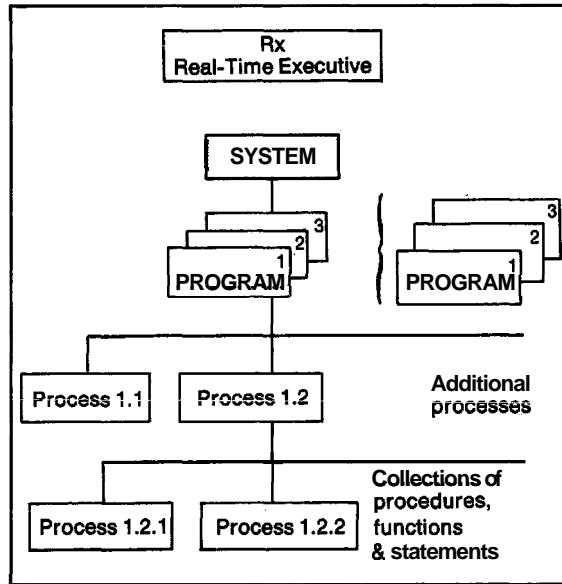 Rx
Real-Time Executive
SYSTEM
3
2
1
PROGRAM
3
2
1
PROGRAM
Process 1.1
Process 1.2
Additional
processes
Process 1.2.1
Process 1.2.2
Collections of
procedures,
functions
& statements